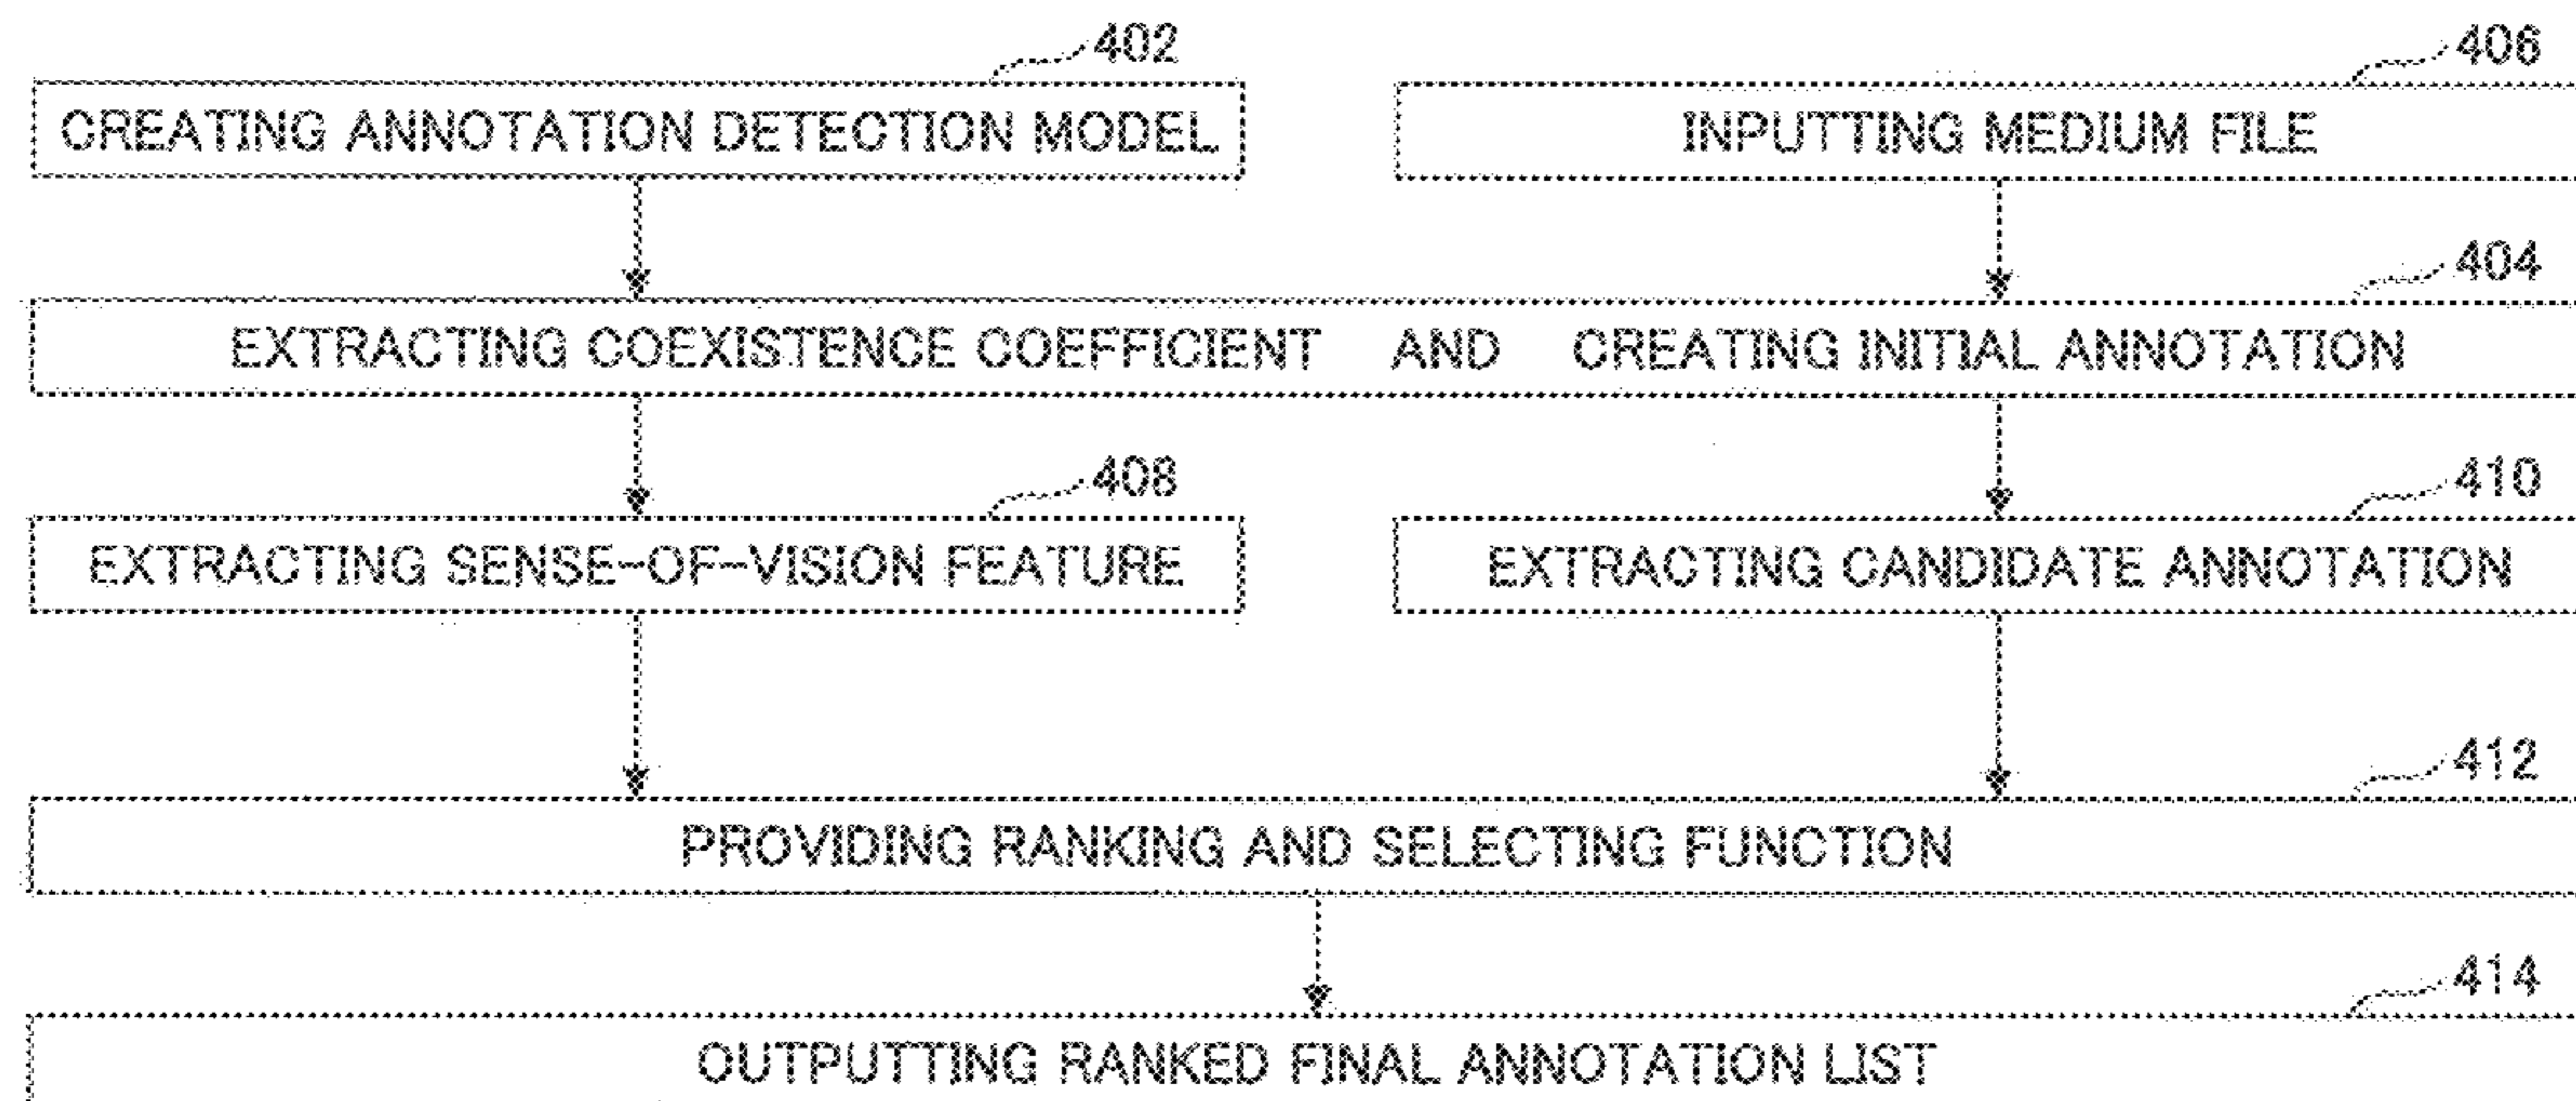 402
406
CREATING ANNOTATION DETECTION MODEL
INPUTTING MEDIUM FILE
404
EXTRACTING COEXISTENCE COEFFICIENT AND CREATING INITIAL ANNOTATION
408
410
EXTRACTING SENSE-OF-VISION FEATURE
EXTRACTING CANDIDATE ANNOTATION
412
PROVIDING RANKING AND SELECTING FUNCTION
414
OUTPUTTING RANKED FINAL ANNOTATION LIST